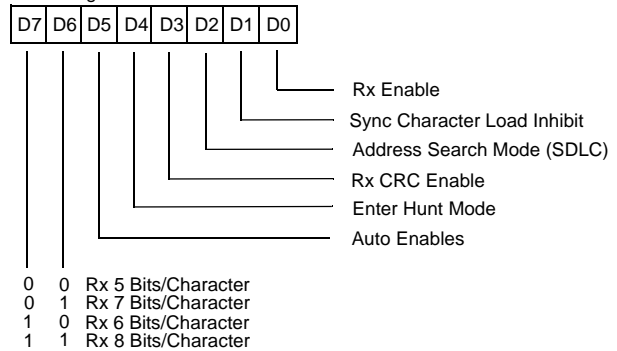 D7 D6 D5 D4 D3 D2 D1 D0
Rx Enable
Sync Character Load Inhibit
Address Search Mode (SDLC)
Rx CRC Enable
Enter Hunt Mode
Auto Enables
0 0 Rx 5 Bits/Character
0 1 Rx 7 Bits/Character
1 0 Rx 6 Bits/Character
1 1 Rx 8 Bits/Character